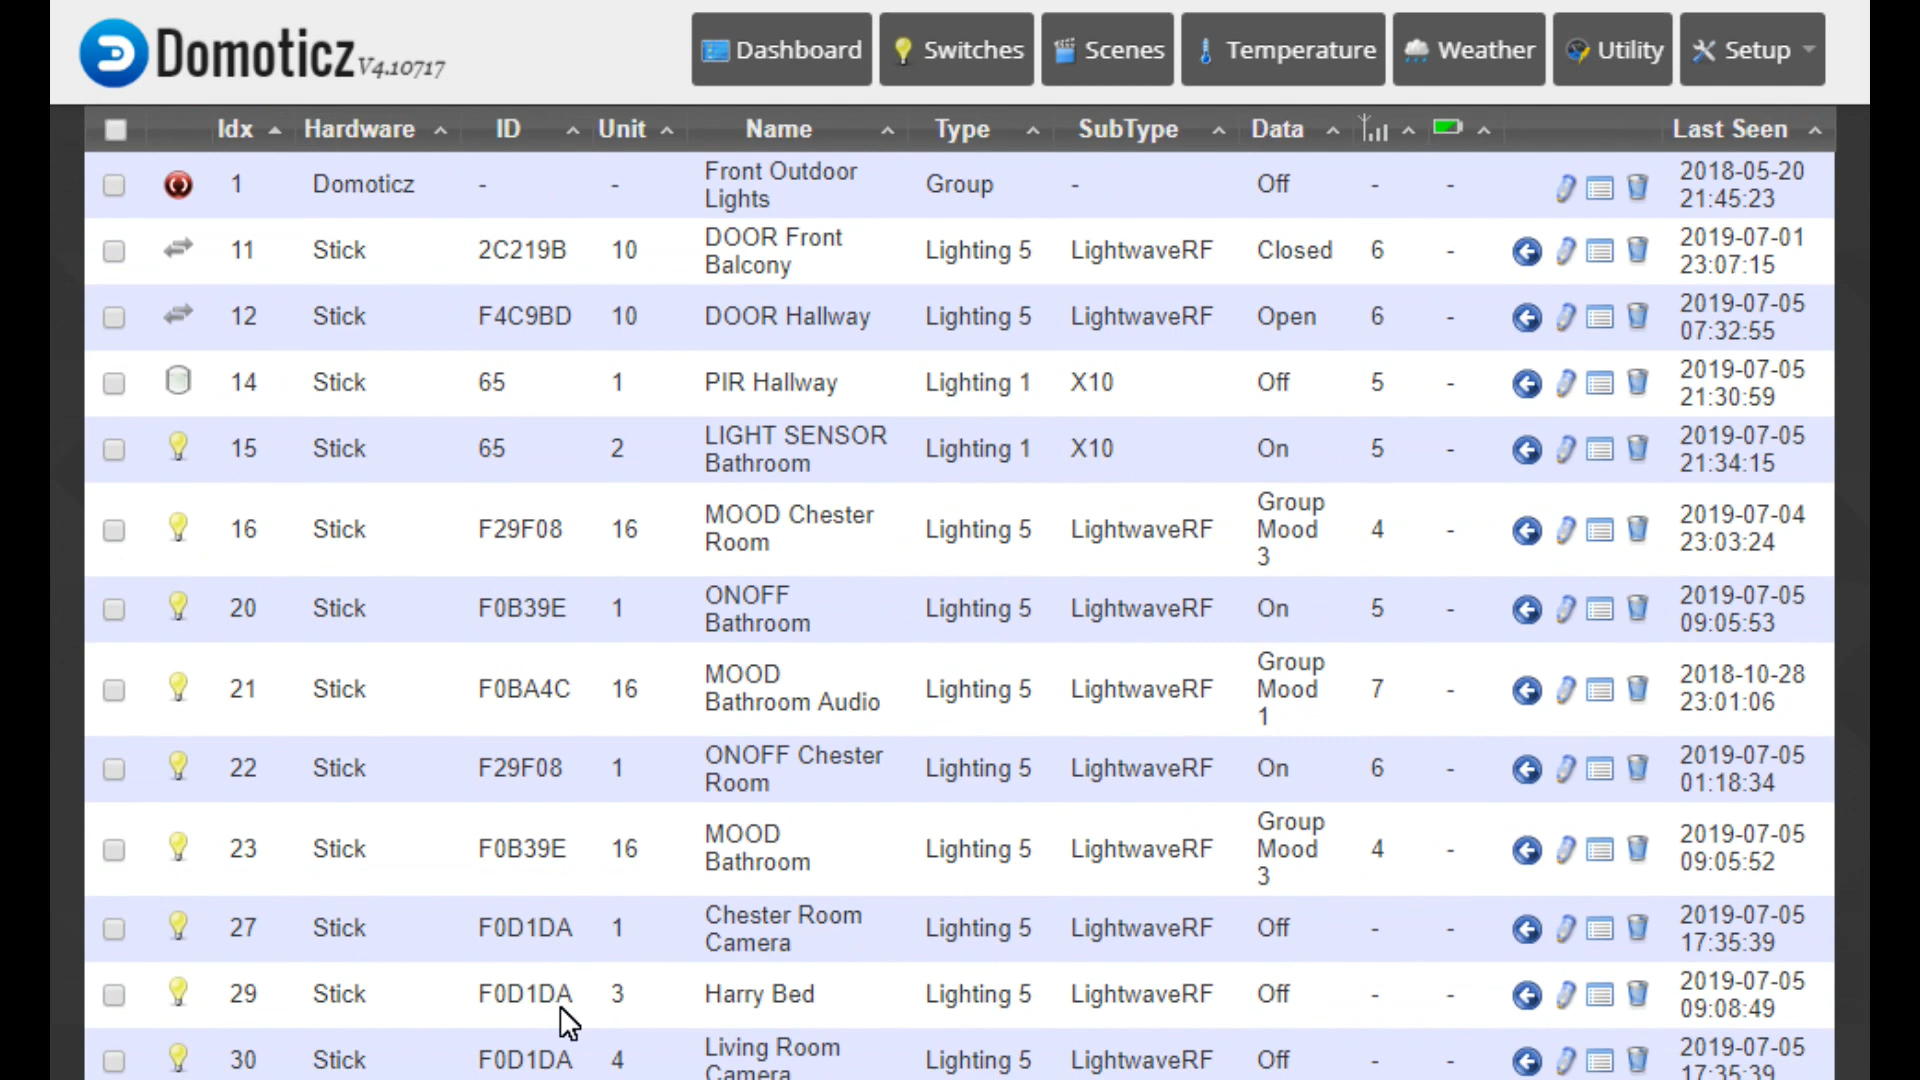 Domoticz V4.10717 Dashboard Switches Scenes Temperature Weather Utility Setup
Idx Hardware ID Unit Name Type SubType Data Last Seen
1 Domoticz - - Front Outdoor Lights Group - Off - - 2018-05-20 21:45:23
11 Stick 2C219B 10 DOOR Front Balcony Lighting 5 LightwaveRF Closed 6 - 2019-07-01 23:07:15
12 Stick F4C9BD 10 DOOR Hallway Lighting 5 LightwaveRF Open 6 - 2019-07-05 07:32:55
14 Stick 65 1 PIR Hallway Lighting 1 X10 Off 5 - 2019-07-05 21:30:59
15 Stick 65 2 LIGHT SENSOR Bathroom Lighting 1 X10 On 5 - 2019-07-05 21:34:15
16 Stick F29F08 16 MOOD Chester Room Lighting 5 LightwaveRF Group Mood 3 4 - 2019-07-04 23:03:24
20 Stick F0B39E 1 ONOFF Bathroom Lighting 5 LightwaveRF On 5 - 2019-07-05 09:05:53
21 Stick F0BA4C 16 MOOD Bathroom Audio Lighting 5 LightwaveRF Group Mood 1 7 - 2018-10-28 23:01:06
22 Stick F29F08 1 ONOFF Chester Room Lighting 5 LightwaveRF On 6 - 2019-07-05 01:18:34
23 Stick F0B39E 16 MOOD Bathroom Lighting 5 LightwaveRF Group Mood 3 4 - 2019-07-05 09:05:52
27 Stick F0D1DA 1 Chester Room Camera Lighting 5 LightwaveRF Off - - 2019-07-05 17:35:39
29 Stick F0D1DA 3 Harry Bed Lighting 5 LightwaveRF Off - - 2019-07-05 09:08:49
30 Stick F0D1DA 4 Living Room Camera Lighting 5 LightwaveRF Off - - 2019-07-05 17:35:39